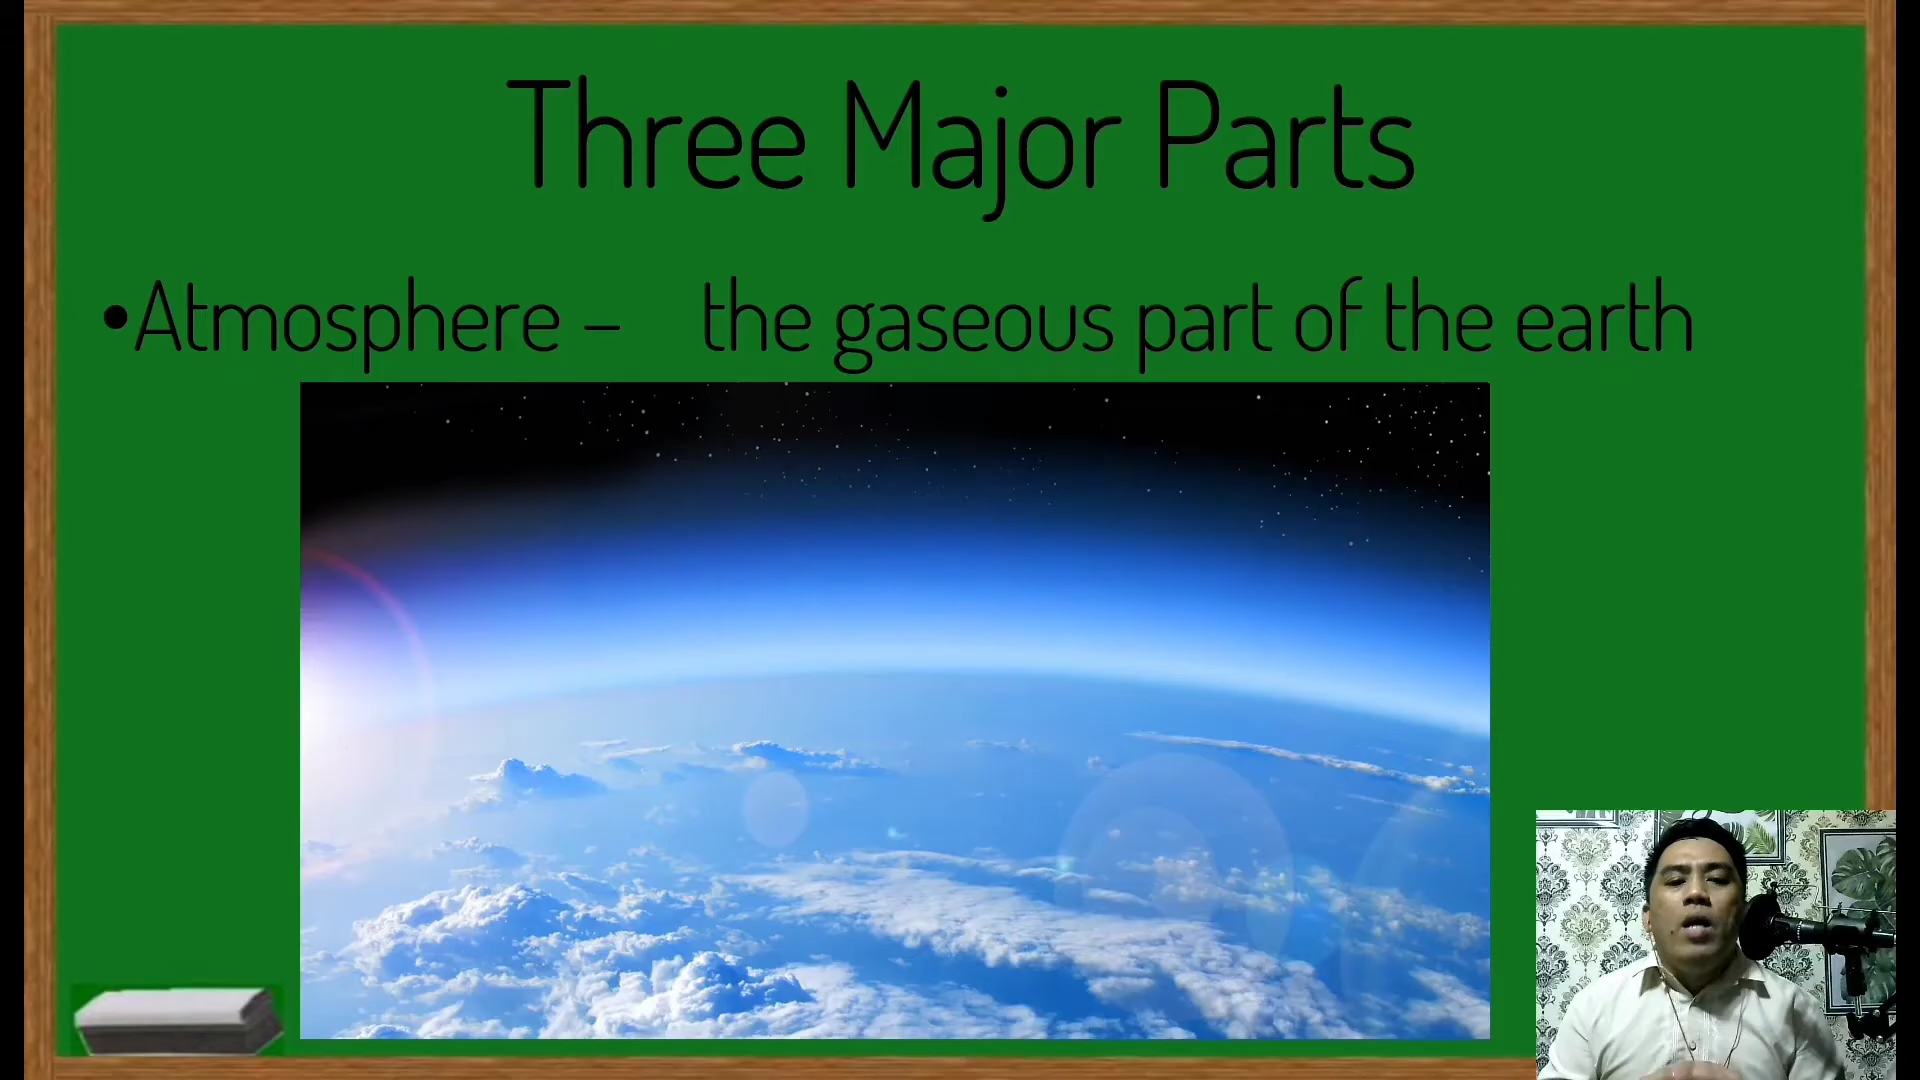 Three Major Parts
•Atmosphere – the gaseous part of the earth